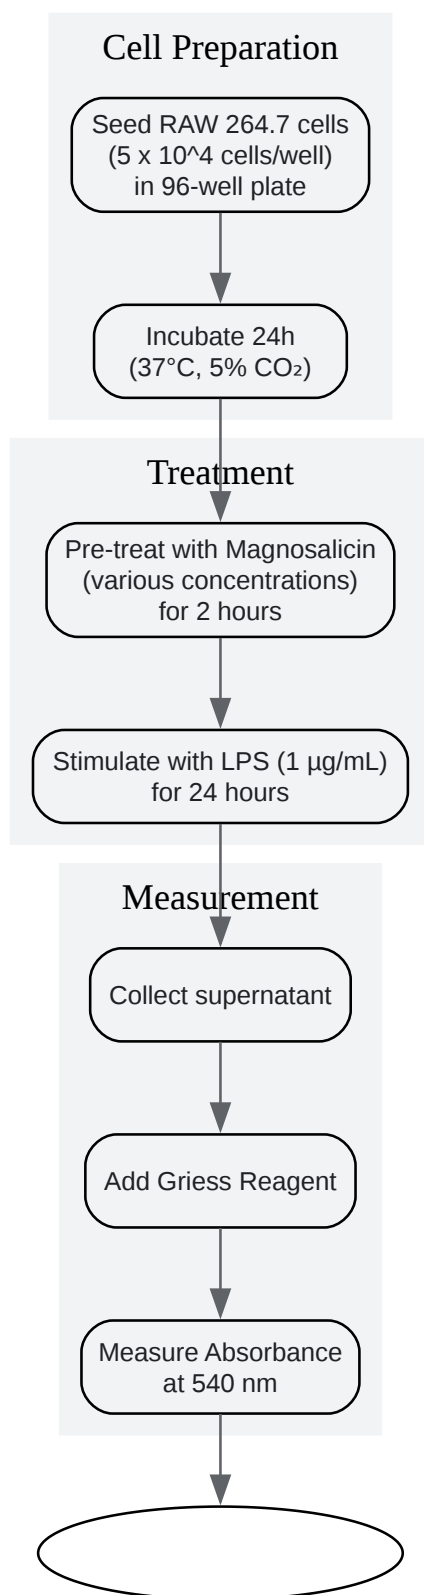 Cell Preparation
Seed RAW 264.7 cells
(5 x 10^4 cells/well)
in 96-well plate
Incubate 24h
(37°C, 5% CO₂)
Treatment
Pre-treat with Magnosalicin
(various concentrations)
for 2 hours
Stimulate with LPS (1 µg/mL)
for 24 hours
Measurement
Collect supernatant
Add Griess Reagent
Measure Absorbance
at 540 nm